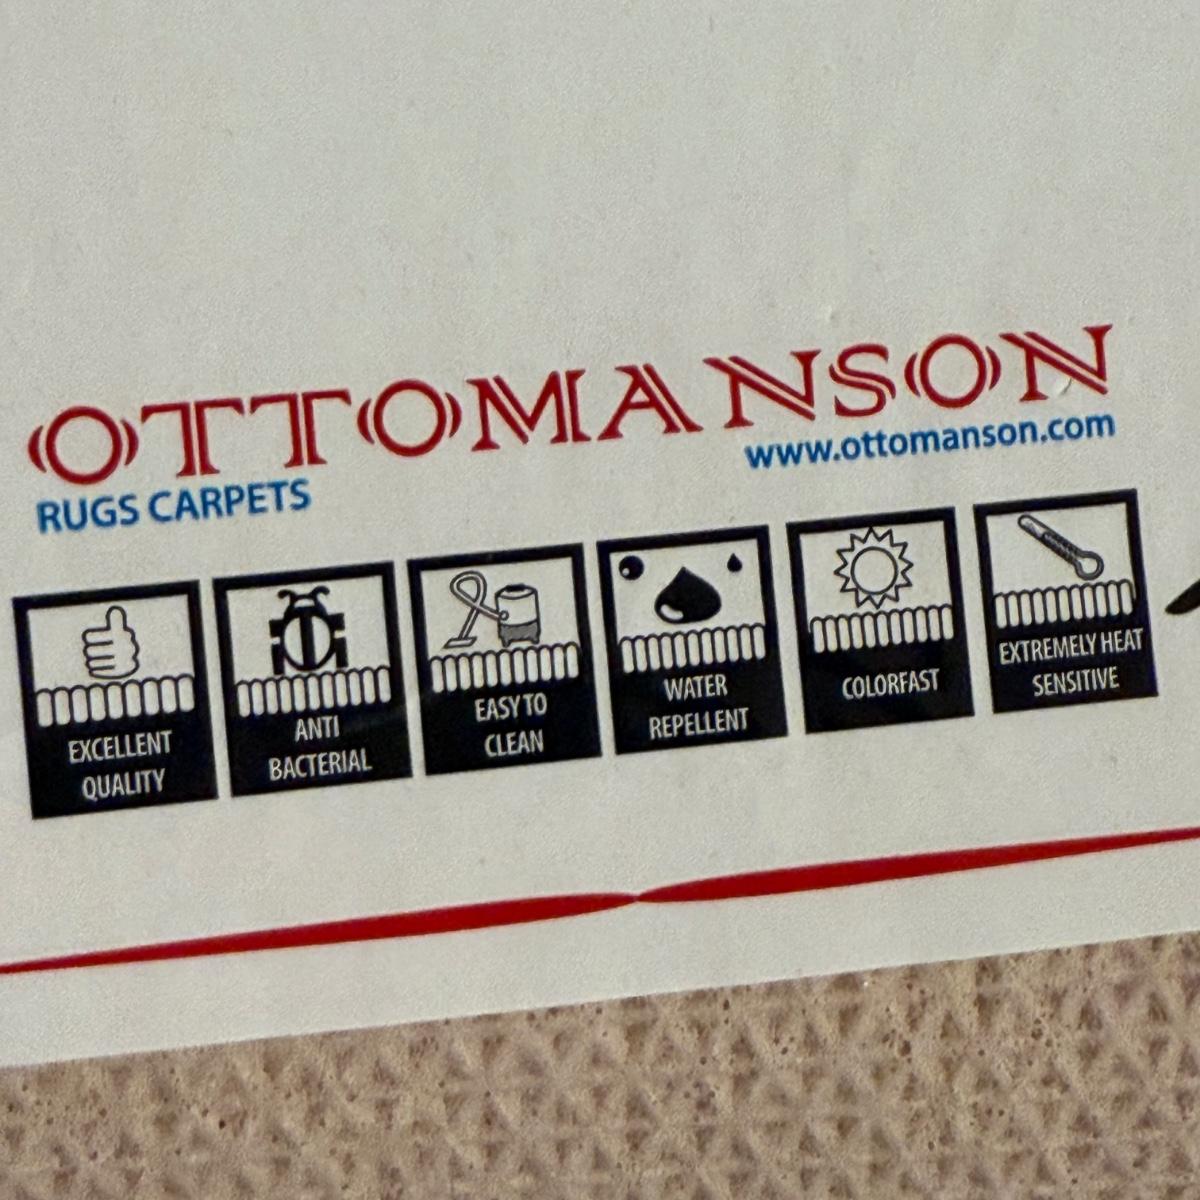 OTTOMANSON
www.ottomanson.com
RUGS CARPETS
EXCELLENT
QUALITY
ANTI
BACTERIAL
EASY TO
CLEAN
WATER
REPELLENT
COLORFAST
EXTREMELY HEAT
SENSITIVE